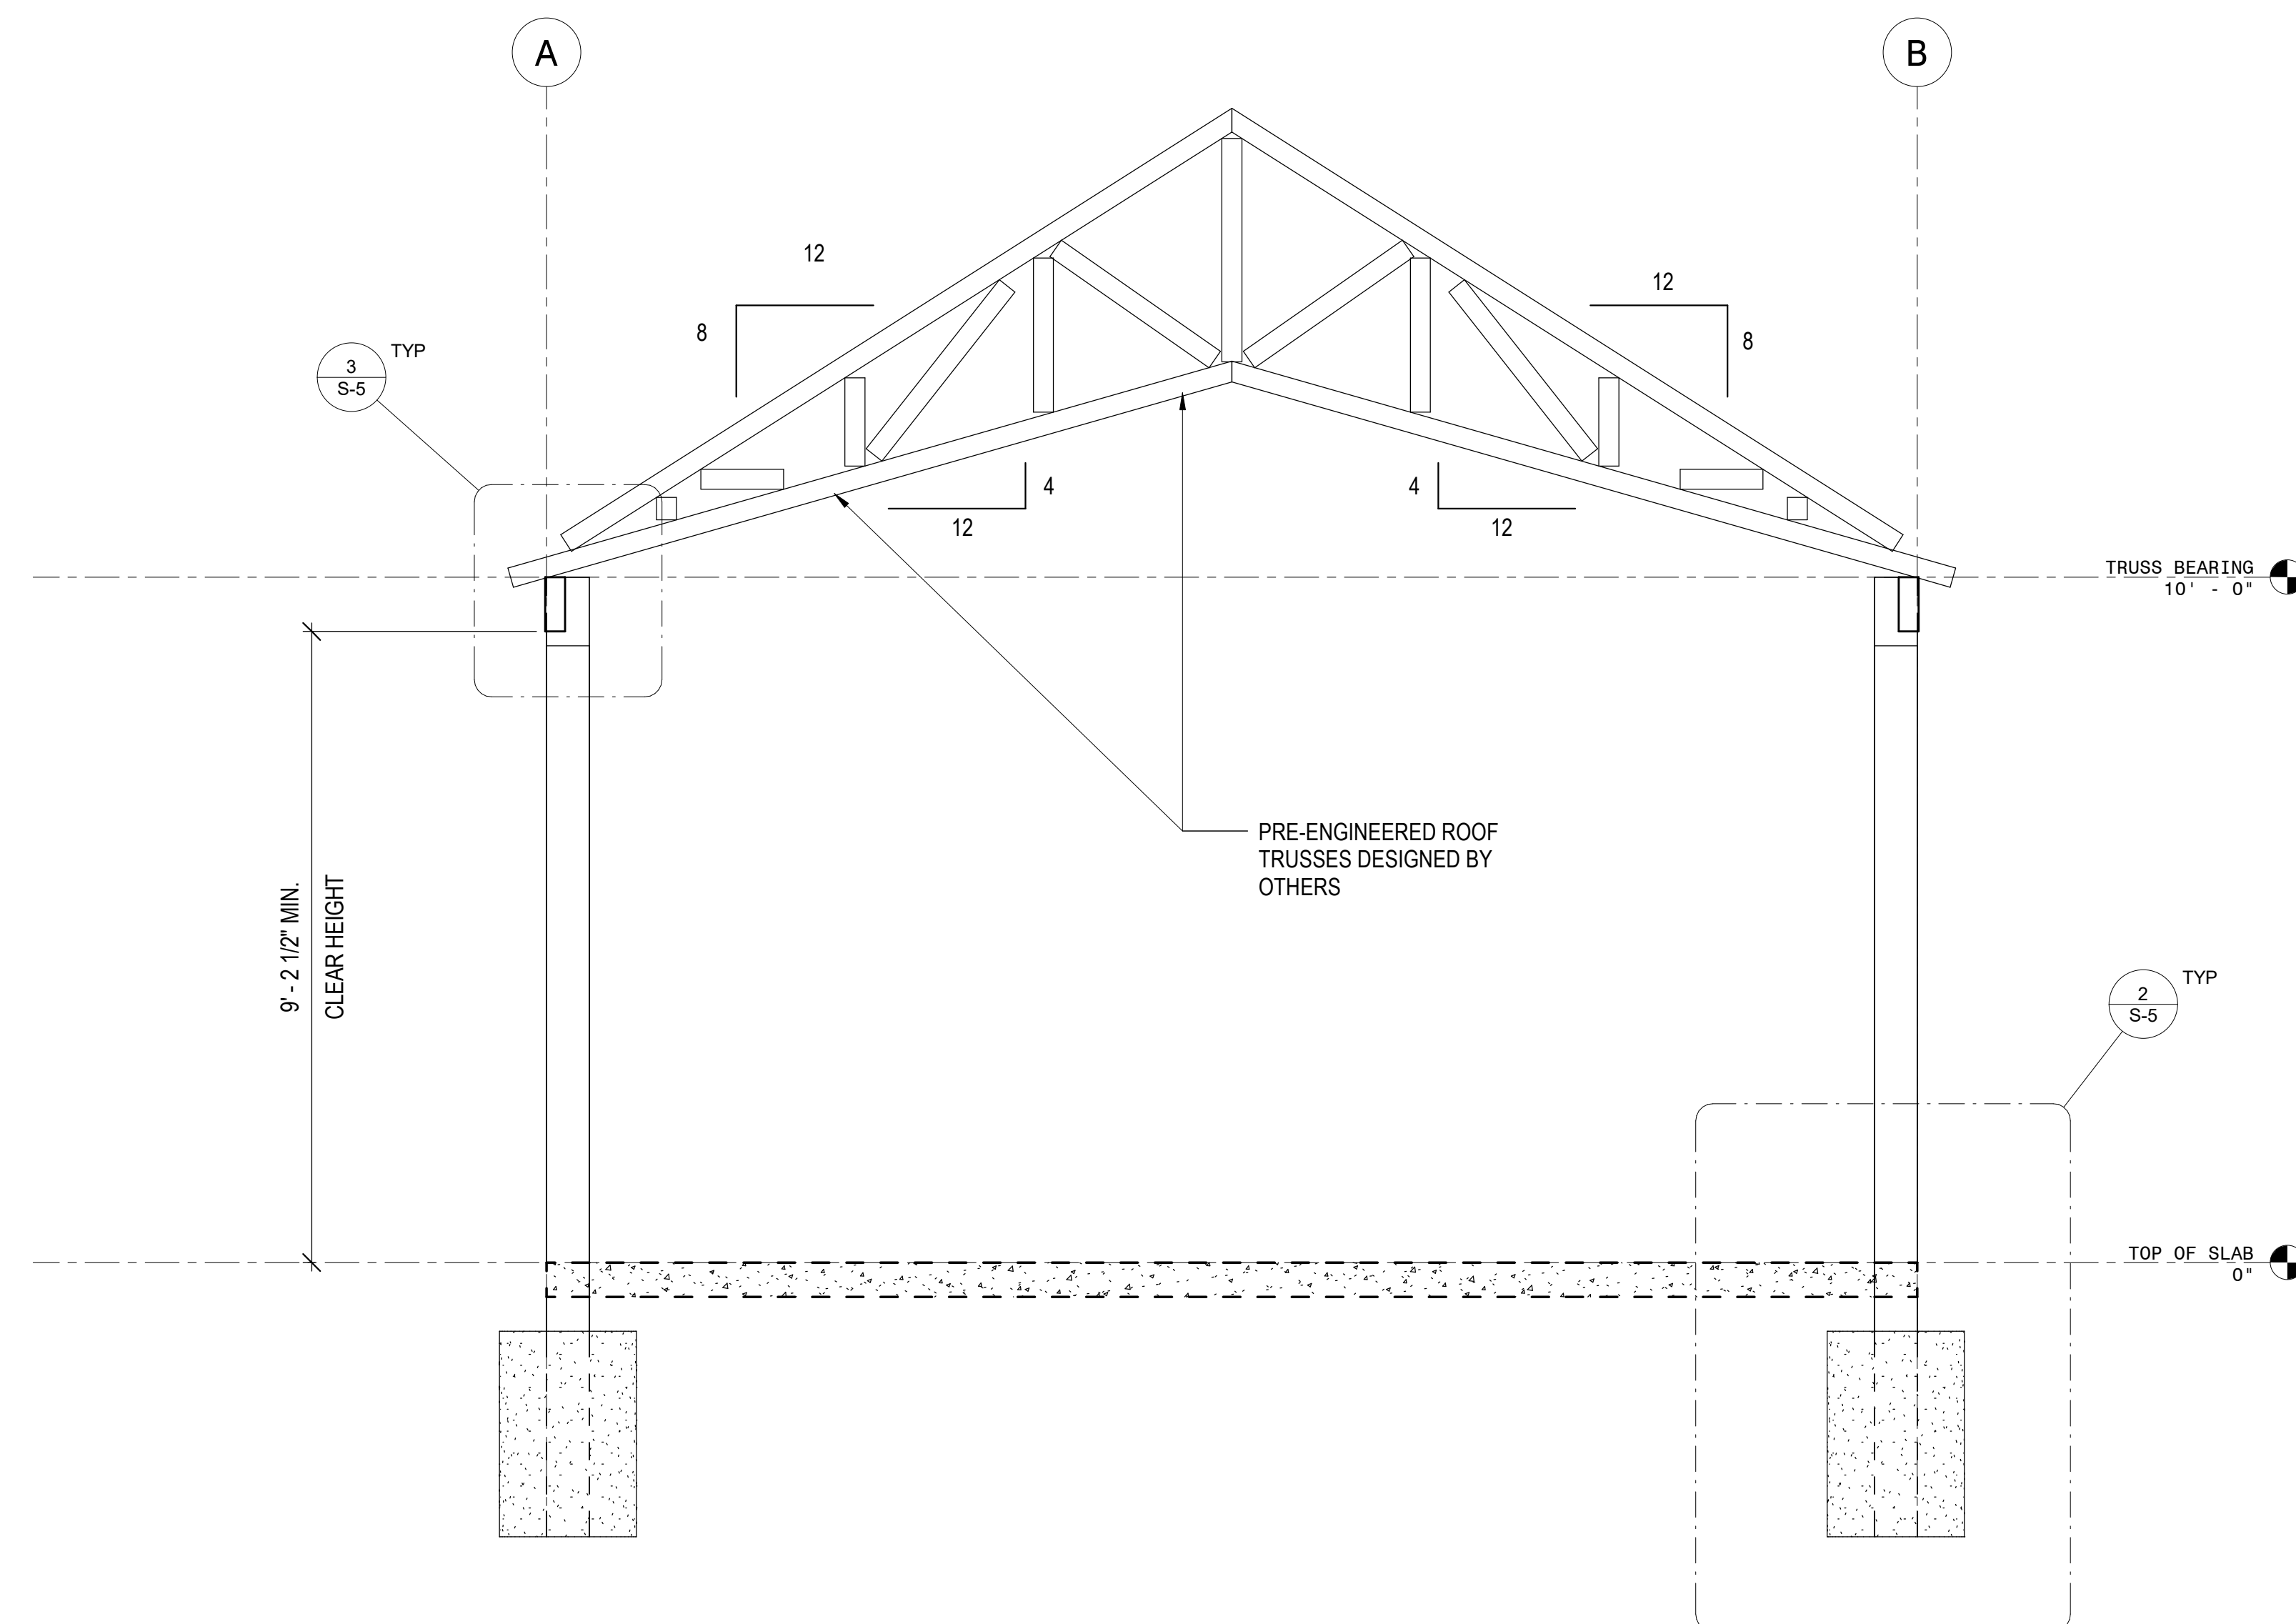 A
B
12
8
12
8
3
S-5
TYP
4
12
4
12
TRUSS BEARING
10' - 0"
PRE-ENGINEERED ROOF
TRUSSES DESIGNED BY
OTHERS
9' - 2 1/2" MIN.
CLEAR HEIGHT
2
S-5
TYP
TOP OF SLAB
0"